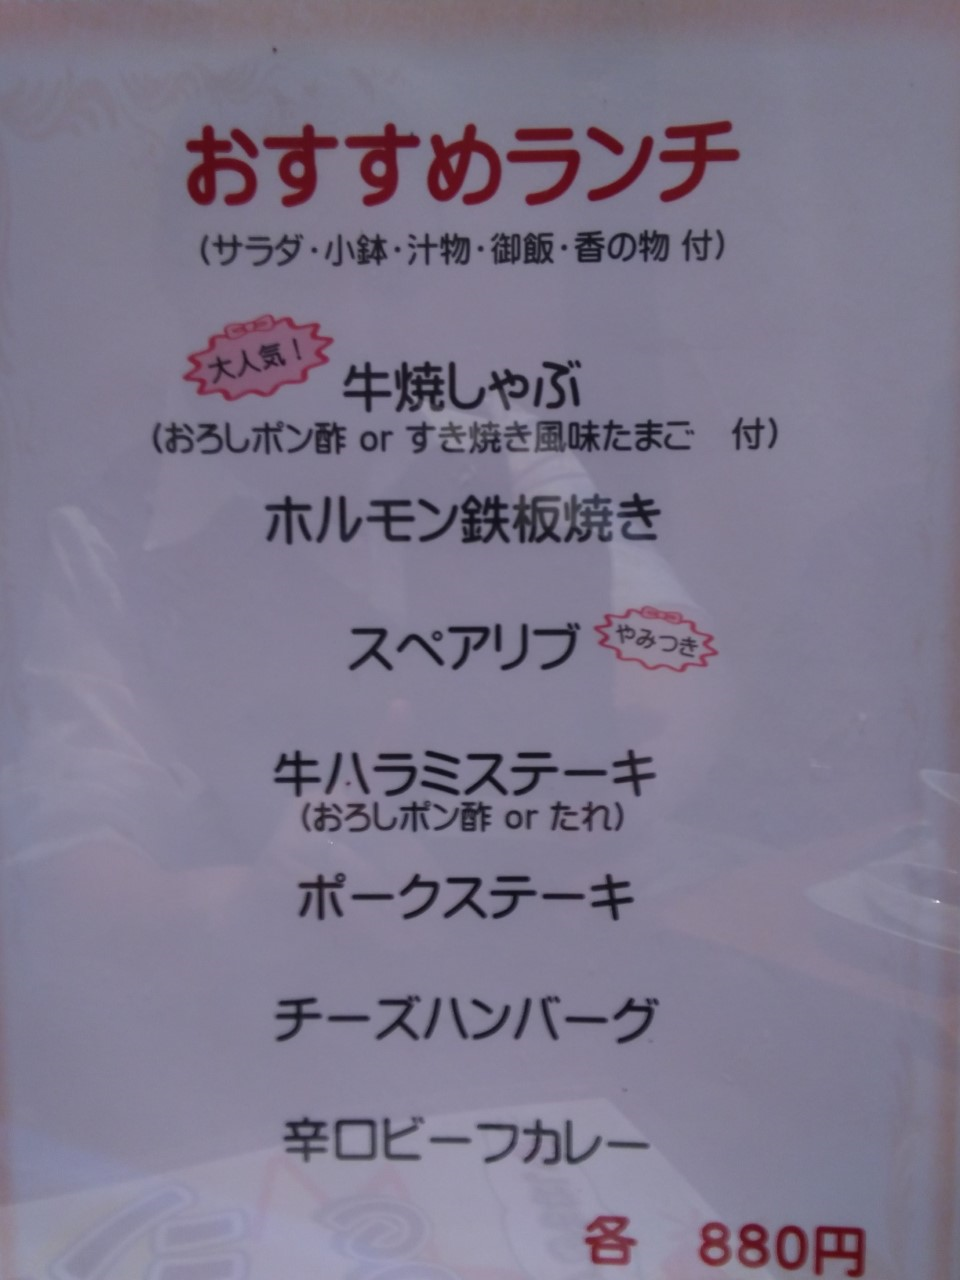 おすすめランチ
(サラダ・小鉢・汁物・御飯・香の物 付)
大人気!
牛焼しゃぶ
(おろしポン酢 or すき焼き風味たまご 付)
ホルモン鉄板焼き
スペアリブ
やみつき
牛ハラミステーキ
(おろしポン酢 or たれ)
ポークステーキ
チーズハンバーグ
辛口ビーフカレー
各 880円